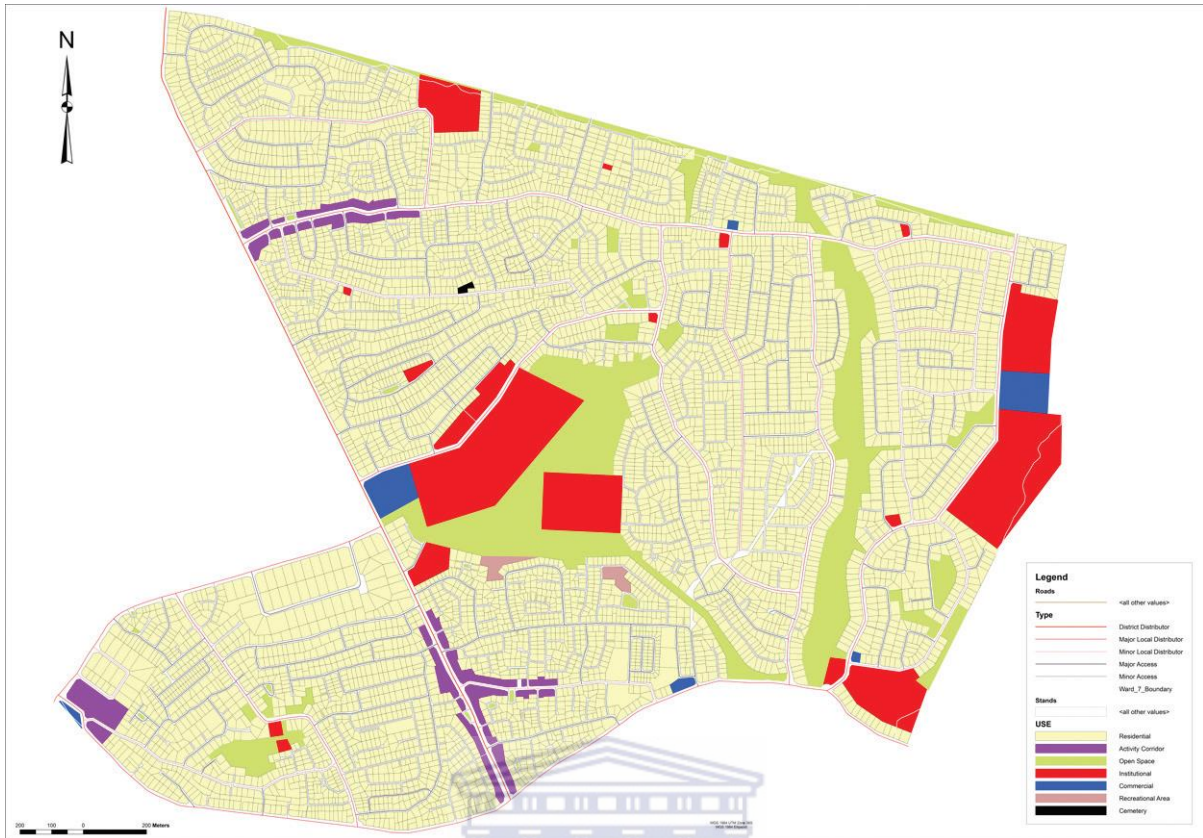 N
Legend
Roads
<all other values>
Type
District Distributor
Major Local Distributor
Minor Local Distributor
Major Access
Minor Access
Ward_7_Boundary
Stands
<all other values>
USE
Residential
Activity Corridor
Open Space
Institutional
Commercial
Recreational Area
Cemetery
200 100 0 200 Meters